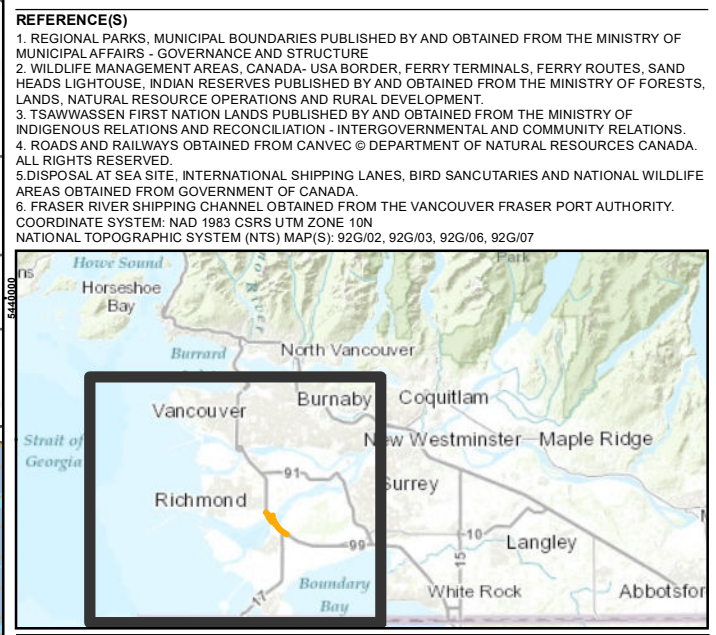 REFERENCE(S)
1. REGIONAL PARKS, MUNICIPAL BOUNDARIES PUBLISHED BY AND OBTAINED FROM THE MINISTRY OF
MUNICIPAL AFFAIRS - GOVERNANCE AND STRUCTURE
2. WILDLIFE MANAGEMENT AREAS, CANADA- USA BORDER, FERRY TERMINALS, FERRY ROUTES, SAND
HEADS LIGHTOUSE, INDIAN RESERVES PUBLISHED BY AND OBTAINED FROM THE MINISTRY OF FORESTS,
LANDS, NATURAL RESOURCE OPERATIONS AND RURAL DEVELOPMENT.
3. TSAWWASSEN FIRST NATION LANDS PUBLISHED BY AND OBTAINED FROM THE MINISTRY OF
INDIGENOUS RELATIONS AND RECONCILIATION - INTERGOVERNMENTAL AND COMMUNITY RELATIONS.
4. ROADS AND RAILWAYS OBTAINED FROM CANVEC © DEPARTMENT OF NATURAL RESOURCES CANADA.
ALL RIGHTS RESERVED.
5.DISPOSAL AT SEA SITE, INTERNATIONAL SHIPPING LANES, BIRD SANCUTARIES AND NATIONAL WILDLIFE
AREAS OBTAINED FROM GOVERNMENT OF CANADA.
6. FRASER RIVER SHIPPING CHANNEL OBTAINED FROM THE VANCOUVER FRASER PORT AUTHORITY.
COORDINATE SYSTEM: NAD 1983 CSRS UTM ZONE 10N
NATIONAL TOPOGRAPHIC SYSTEM (NTS) MAP(S): 92G/02, 92G/03, 92G/06, 92G/07
5440000
ns
Howe Sound
Park
Horseshoe
Bay
River
Burrard
North Vancouver
Vancouver
Burnaby
Coquitlam
Strait of
Georgia
New Westminster
Maple Ridge
91
Surrey
Richmond
10
99
Langley
15
Boundary
Bay
17
White Rock
Abbotsfor